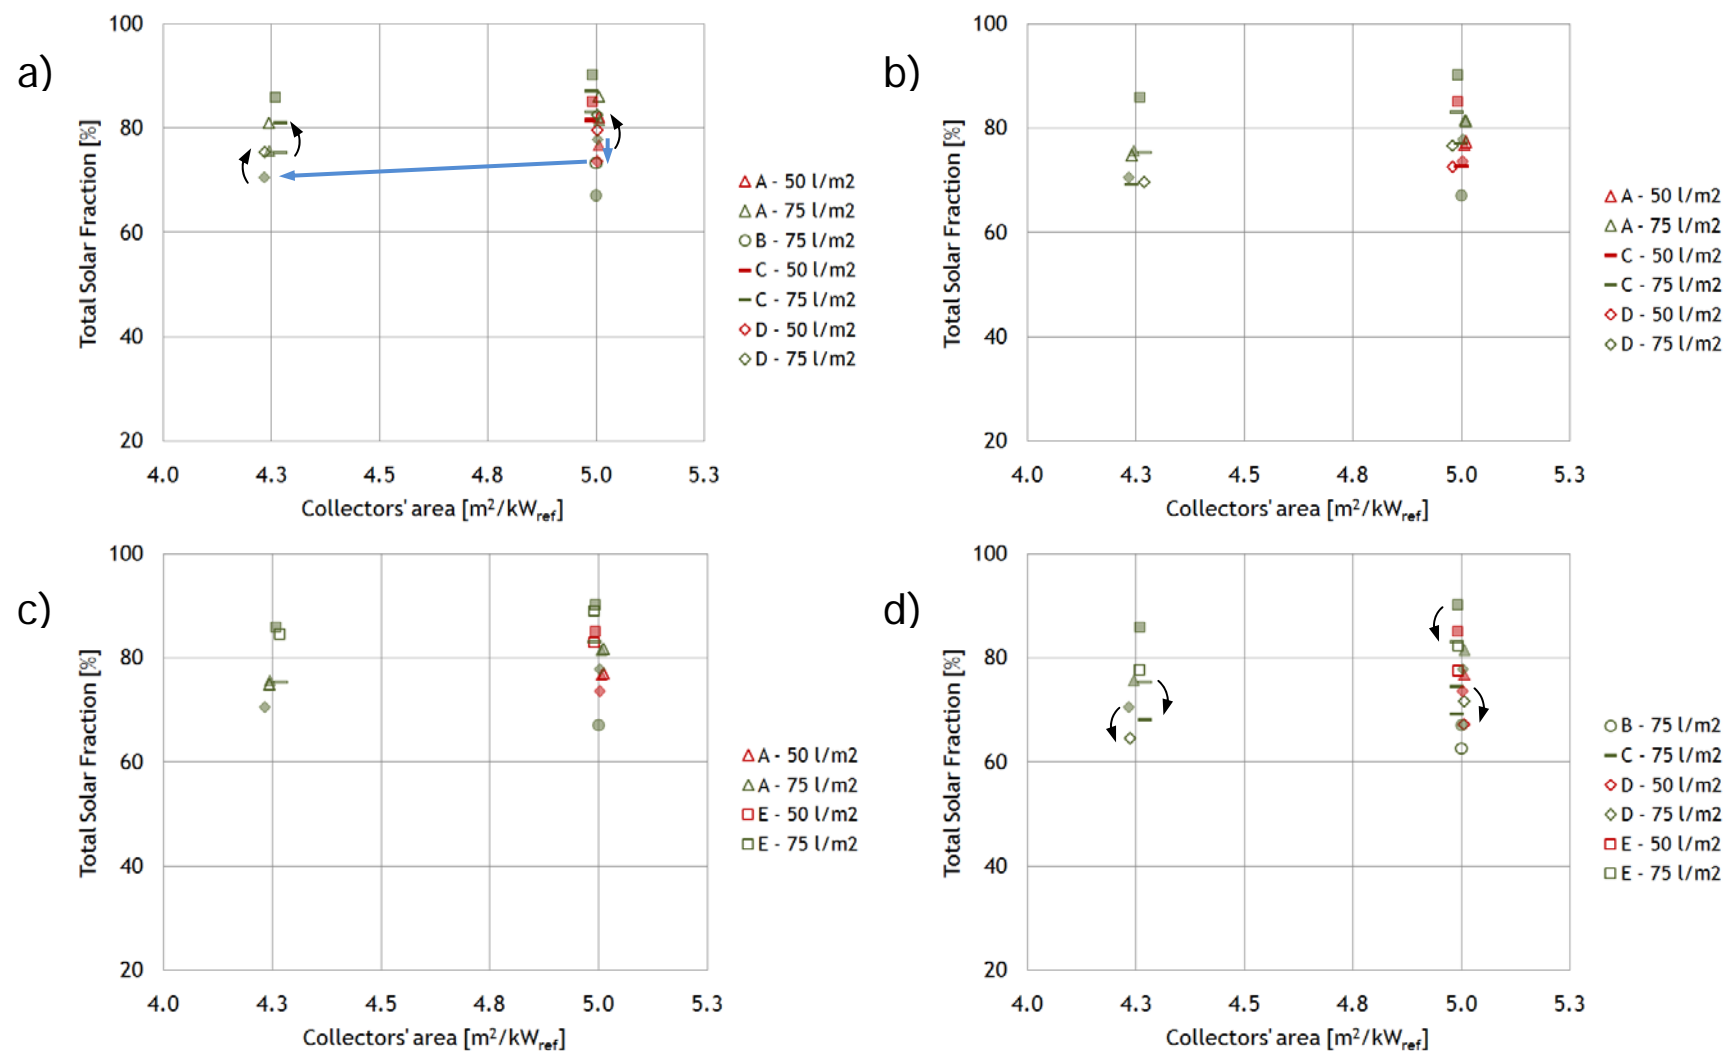 a)
Total Solar Fraction [%]
100
80
60
40
20
4.0 4.3 4.5 4.8 5.0 5.3
Collectors' area [m²/kWref]
A - 50 l/m2
A - 75 l/m2
B - 75 l/m2
C - 50 l/m2
C - 75 l/m2
D - 50 l/m2
D - 75 l/m2
b)
Total Solar Fraction [%]
100
80
60
40
20
4.0 4.3 4.5 4.8 5.0 5.3
Collectors' area [m²/kWref]
A - 50 l/m2
A - 75 l/m2
C - 50 l/m2
C - 75 l/m2
D - 50 l/m2
D - 75 l/m2
c)
Total Solar Fraction [%]
100
80
60
40
20
4.0 4.3 4.5 4.8 5.0 5.3
Collectors' area [m²/kWref]
A - 50 l/m2
A - 75 l/m2
E - 50 l/m2
E - 75 l/m2
d)
Total Solar Fraction [%]
100
80
60
40
20
4.0 4.3 4.5 4.8 5.0 5.3
Collectors' area [m²/kWref]
B - 75 l/m2
C - 75 l/m2
D - 50 l/m2
D - 75 l/m2
E - 50 l/m2
E - 75 l/m2